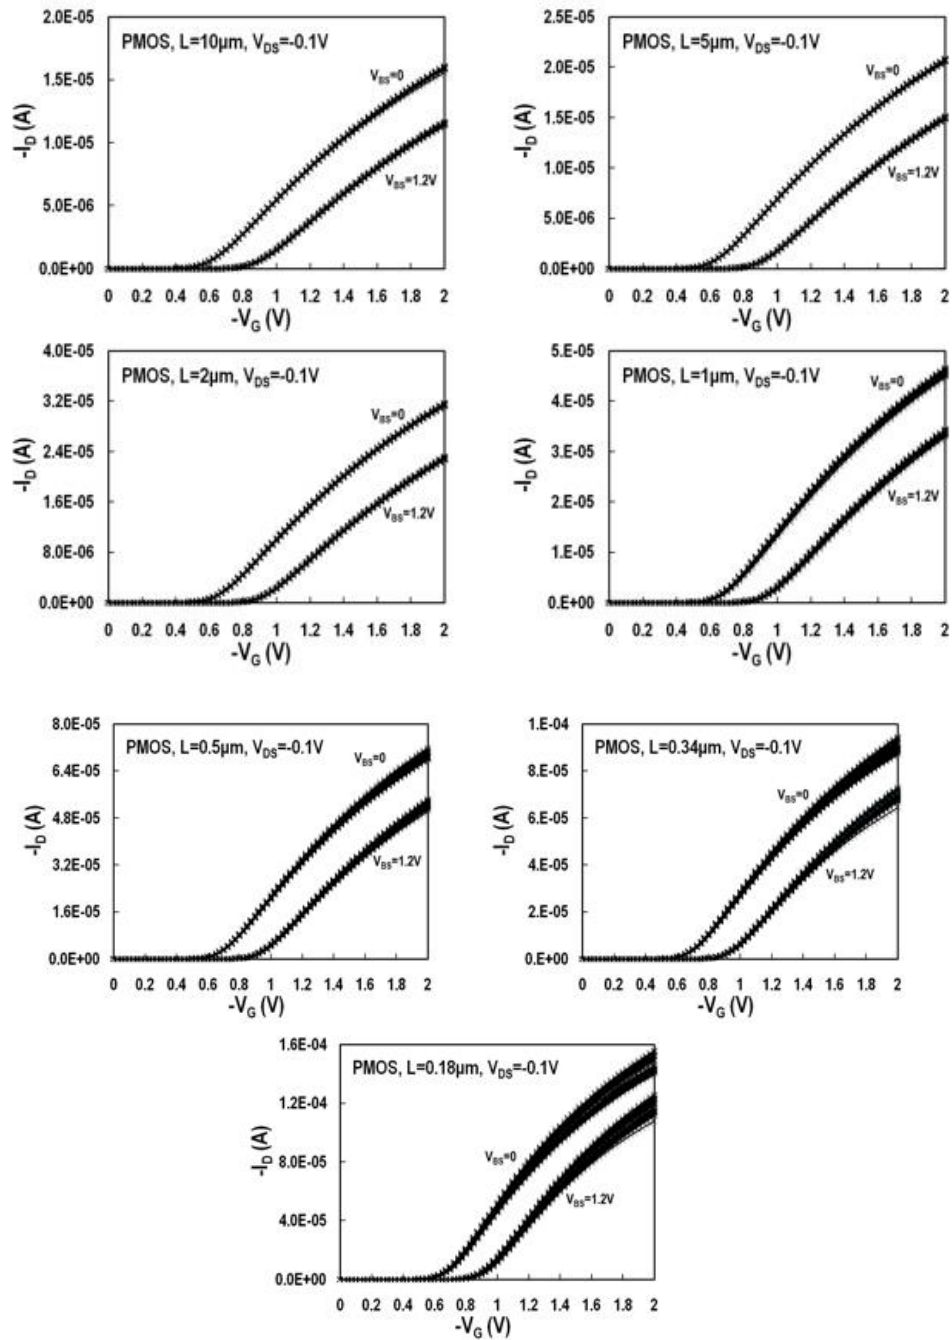 PMOS, L=10µm, V_DS=-0.1V
2.0E-05
1.5E-05
1.0E-05
5.0E-06
0.0E+00
-I_D (A)
V_BS=0
V_BS=1.2V
0 0.2 0.4 0.6 0.8 1 1.2 1.4 1.6 1.8 2
-V_G (V)
PMOS, L=5µm, V_DS=-0.1V
2.5E-05
2.0E-05
1.5E-05
1.0E-05
5.0E-06
0.0E+00
-I_D (A)
V_BS=0
V_BS=1.2V
0 0.2 0.4 0.6 0.8 1 1.2 1.4 1.6 1.8 2
-V_G (V)
PMOS, L=2µm, V_DS=-0.1V
4.0E-05
3.2E-05
2.4E-05
1.6E-05
8.0E-06
0.0E+00
-I_D (A)
V_BS=0
V_BS=1.2V
0 0.2 0.4 0.6 0.8 1 1.2 1.4 1.6 1.8 2
-V_G (V)
PMOS, L=1µm, V_DS=-0.1V
5.E-05
4.E-05
3.E-05
2.E-05
1.E-05
0.E+00
-I_D (A)
V_BS=0
V_BS=1.2V
0 0.2 0.4 0.6 0.8 1 1.2 1.4 1.6 1.8 2
-V_G (V)
PMOS, L=0.5µm, V_DS=-0.1V
8.0E-05
6.4E-05
4.8E-05
3.2E-05
1.6E-05
0.0E+00
-I_D (A)
V_BS=0
V_BS=1.2V
0 0.2 0.4 0.6 0.8 1 1.2 1.4 1.6 1.8 2
-V_G (V)
PMOS, L=0.34µm, V_DS=-0.1V
1.E-04
8.E-05
6.E-05
4.E-05
2.E-05
0.E+00
-I_D (A)
V_BS=0
V_BS=1.2V
0 0.2 0.4 0.6 0.8 1 1.2 1.4 1.6 1.8 2
-V_G (V)
PMOS, L=0.18µm, V_DS=-0.1V
1.6E-04
1.2E-04
8.0E-05
4.0E-05
0.0E+00
-I_D (A)
V_BS=0
V_BS=1.2V
0 0.2 0.4 0.6 0.8 1 1.2 1.4 1.6 1.8 2
-V_G (V)